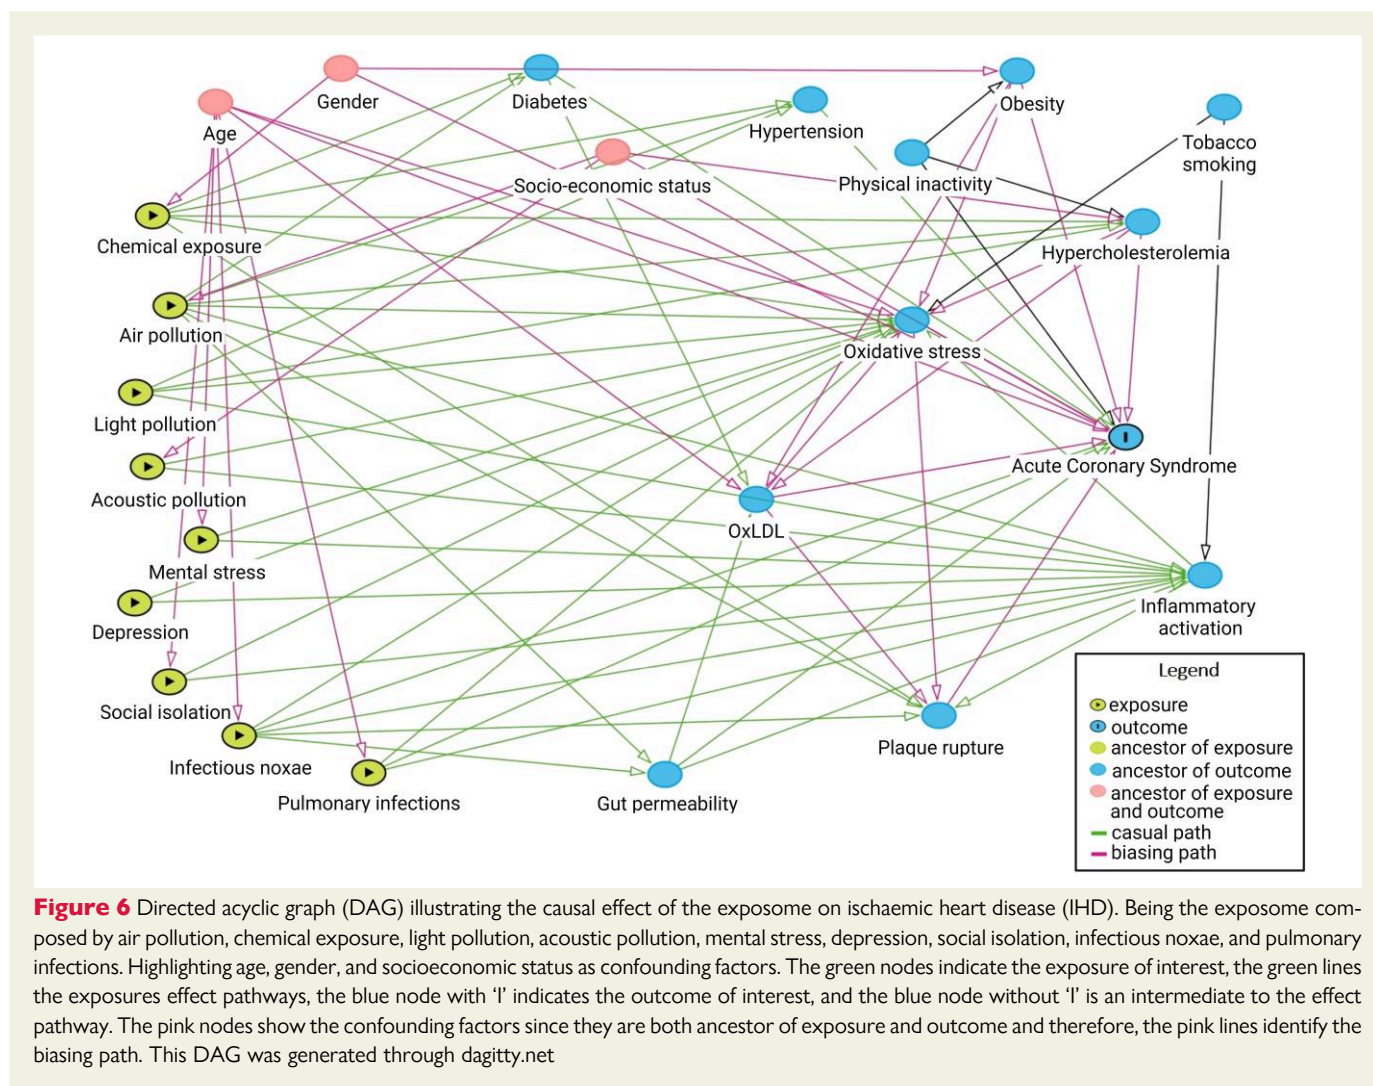 Gender
Diabetes
Obesity
Age
Hypertension
Tobacco
smoking
Socio-economic status
Physical inactivity
Chemical exposure
Hypercholesterolemia
Air pollution
Oxidative stress
Light pollution
Acute Coronary Syndrome
Acoustic pollution
OxLDL
Mental stress
Inflammatory
activation
Depression
Social isolation
Infectious noxae
Plaque rupture
Pulmonary infections
Gut permeability
Legend
exposure
outcome
ancestor of exposure
ancestor of outcome
ancestor of exposure
and outcome
casual path
biasing path
Figure 6 Directed acyclic graph (DAG) illustrating the causal effect of the exposome on ischaemic heart disease (IHD). Being the exposome com-
posed by air pollution, chemical exposure, light pollution, acoustic pollution, mental stress, depression, social isolation, infectious noxae, and pulmonary
infections. Highlighting age, gender, and socioeconomic status as confounding factors. The green nodes indicate the exposure of interest, the green lines
the exposures effect pathways, the blue node with ‘I’ indicates the outcome of interest, and the blue node without ‘I’ is an intermediate to the effect
pathway. The pink nodes show the confounding factors since they are both ancestor of exposure and outcome and therefore, the pink lines identify the
biasing path. This DAG was generated through dagitty.net